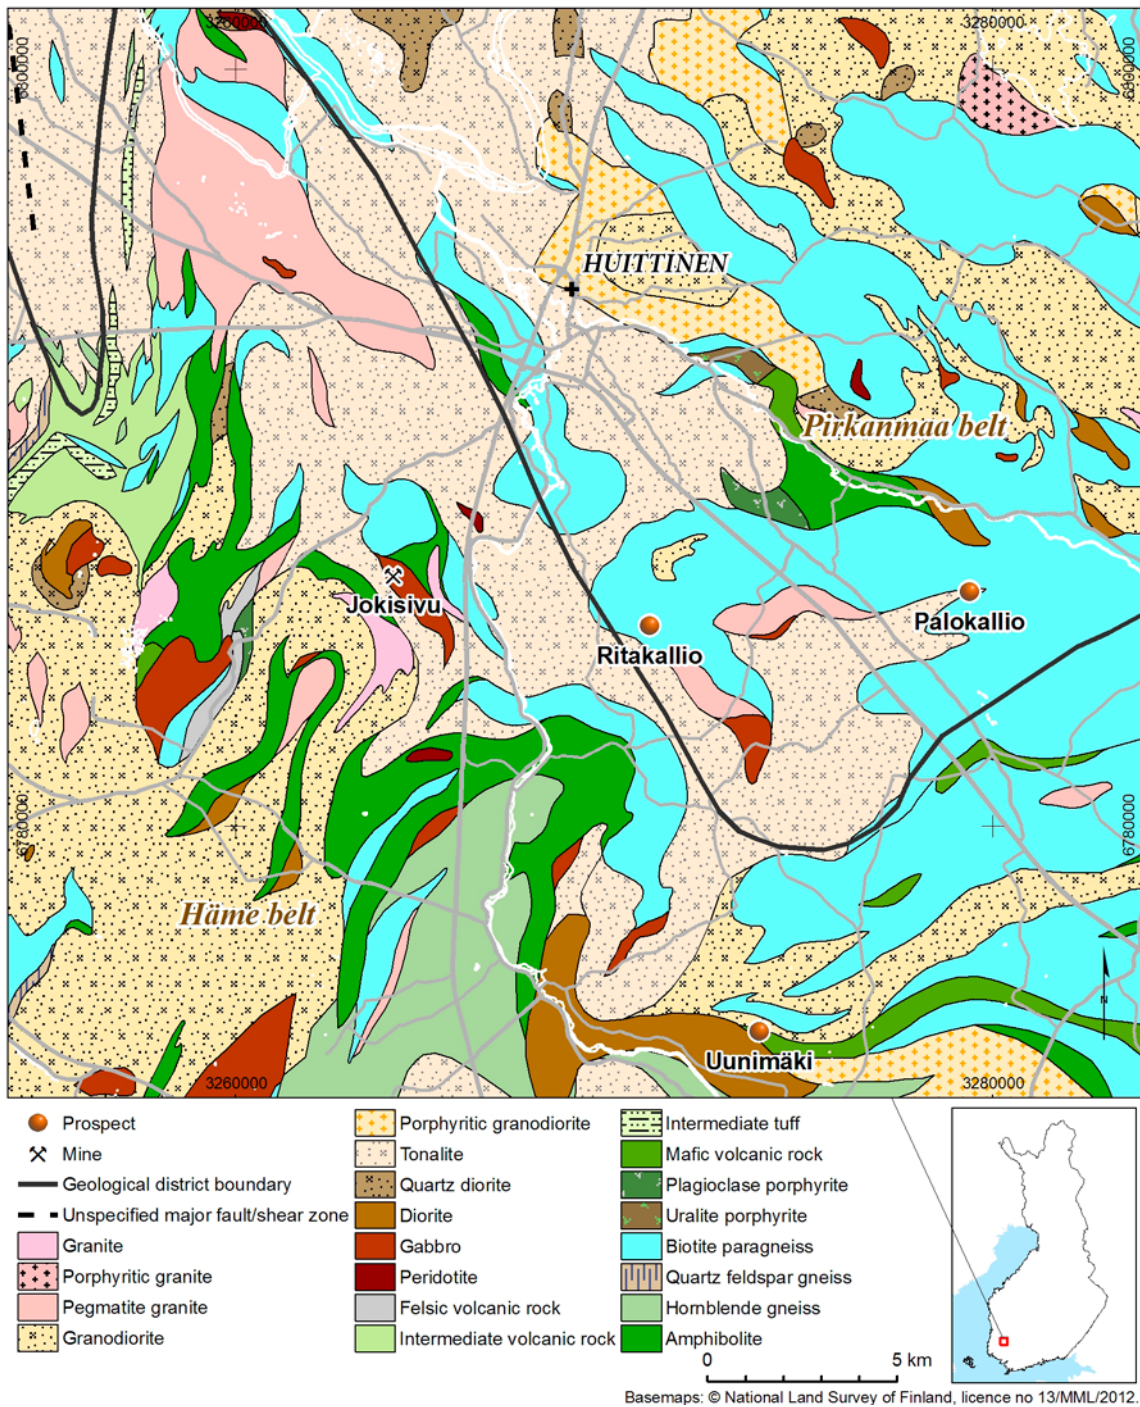 3260000
3280000
6800000
6800000
HUITTINEN
Pirkanmaa belt
Jokisivu
Palokallio
Ritakallio
6780000
6780000
Häme belt
N
Uunimäki
3260000
3280000
Prospect
Mine
Geological district boundary
Unspecified major fault/shear zone
Granite
Porphyritic granite
Pegmatite granite
Granodiorite
Porphyritic granodiorite
Tonalite
Quartz diorite
Diorite
Gabbro
Peridotite
Felsic volcanic rock
Intermediate volcanic rock
Intermediate tuff
Mafic volcanic rock
Plagioclase porphyrite
Uralite porphyrite
Biotite paragneiss
Quartz feldspar gneiss
Hornblende gneiss
Amphibolite
0 5 km
Basemaps: © National Land Survey of Finland, licence no 13/MML/2012.